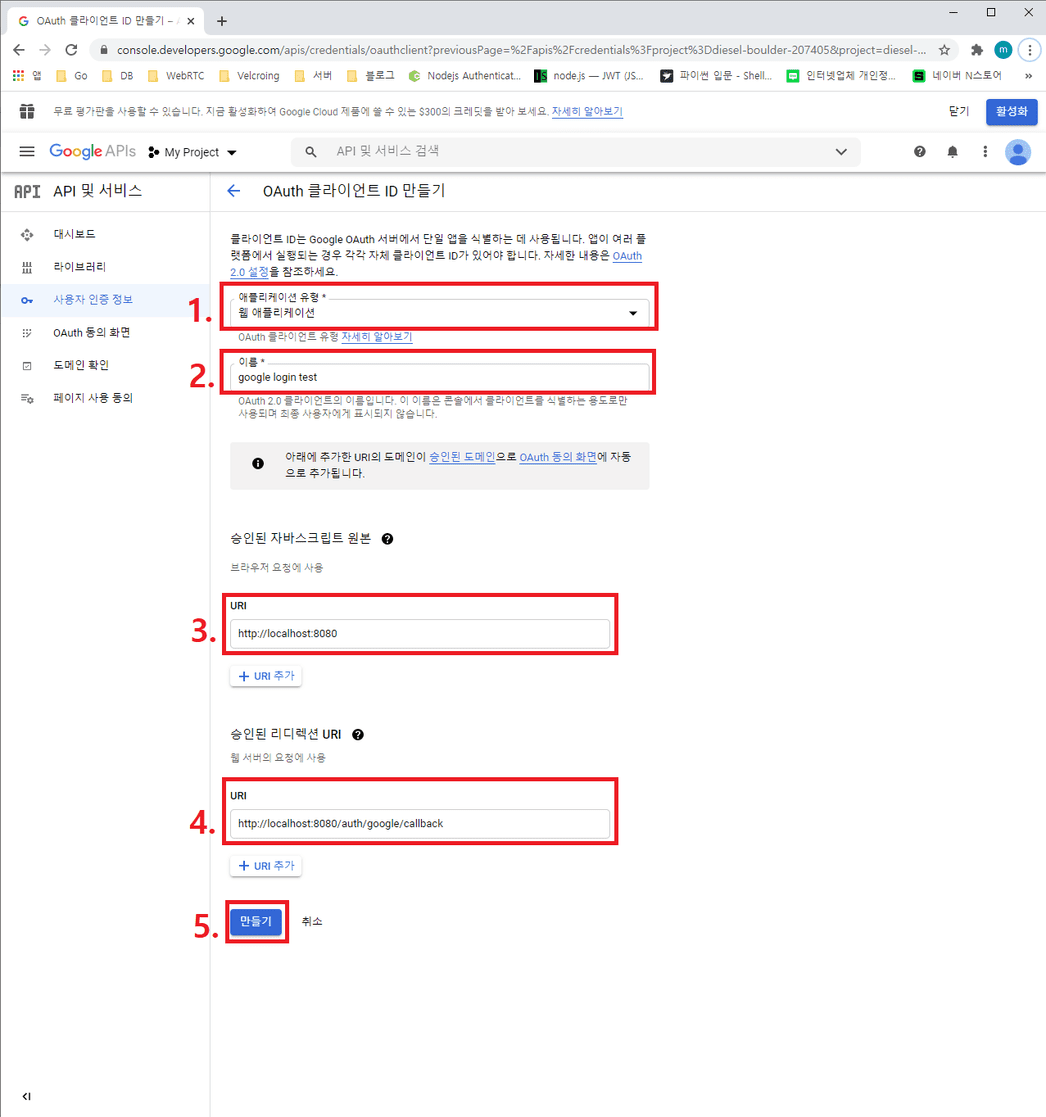 OAuth 클라이언트 ID 만들기 –
console.developers.google.com/apis/credentials/oauthclient?previousPage=%2Fapis%2Fcredentials%3Fproject%3Ddiesel-boulder-207405&project=diesel-...
m
앱 Go DB WebRTC Velcroing 서버 블로그 Nodejs Authenticat... node.js — JWT (JS... 파이썬 입문 - Shell... 인터넷업체 개인정... 네이버 N스토어 »
무료 평가판을 사용할 수 있습니다. 지금 활성화하여 Google Cloud 제품에 쓸 수 있는 $300의 크레딧을 받아 보세요. 자세히 알아보기 닫기 활성화
Google APIs My Project API 및 서비스 검색
API API 및 서비스
대시보드
라이브러리
사용자 인증 정보
OAuth 동의 화면
도메인 확인
페이지 사용 동의
OAuth 클라이언트 ID 만들기
클라이언트 ID는 Google OAuth 서버에서 단일 앱을 식별하는 데 사용됩니다. 앱이 여러 플
랫폼에서 실행되는 경우 각각 자체 클라이언트 ID가 있어야 합니다. 자세한 내용은 OAuth
2.0 설정을 참조하세요.
애플리케이션 유형 *
1. 웹 애플리케이션
OAuth 클라이언트 유형 자세히 알아보기
이름 *
2. google login test
OAuth 2.0 클라이언트의 이름입니다. 이 이름은 콘솔에서 클라이언트를 식별하는 용도로만
사용되며 최종 사용자에게 표시되지 않습니다.
아래에 추가한 URI의 도메인이 승인된 도메인으로 OAuth 동의 화면에 자동
으로 추가됩니다.
승인된 자바스크립트 원본
브라우저 요청에 사용
URI
3. http://localhost:8080
+ URI 추가
승인된 리디렉션 URI
웹 서버의 요청에 사용
URI
4. http://localhost:8080/auth/google/callback
+ URI 추가
5. 만들기 취소